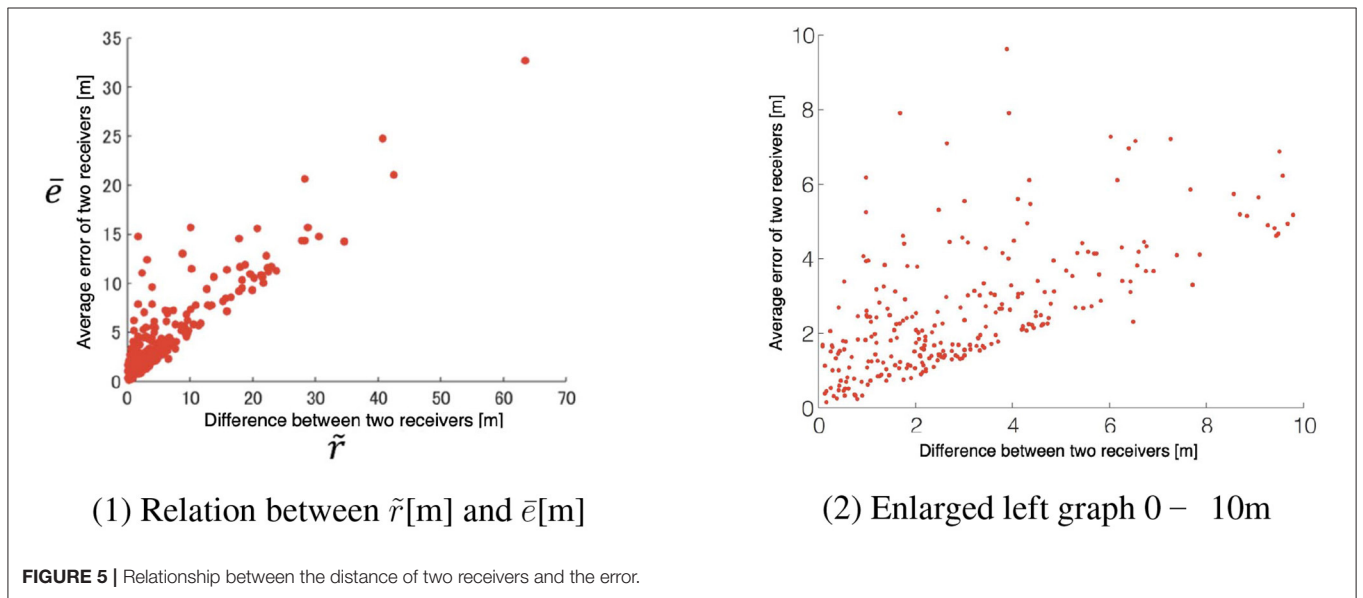 35
30
25
20
15
10
5
0
Average error of two receivers [m]
ē
0 10 20 30 40 50 60 70
Difference between two receivers [m]
r̃
(1) Relation between r̃[m] and ē[m]
10
8
6
4
2
0
Average error of two receivers [m]
0 2 4 6 8 10
Difference between two receivers [m]
(2) Enlarged left graph 0 − 10m
FIGURE 5 | Relationship between the distance of two receivers and the error.